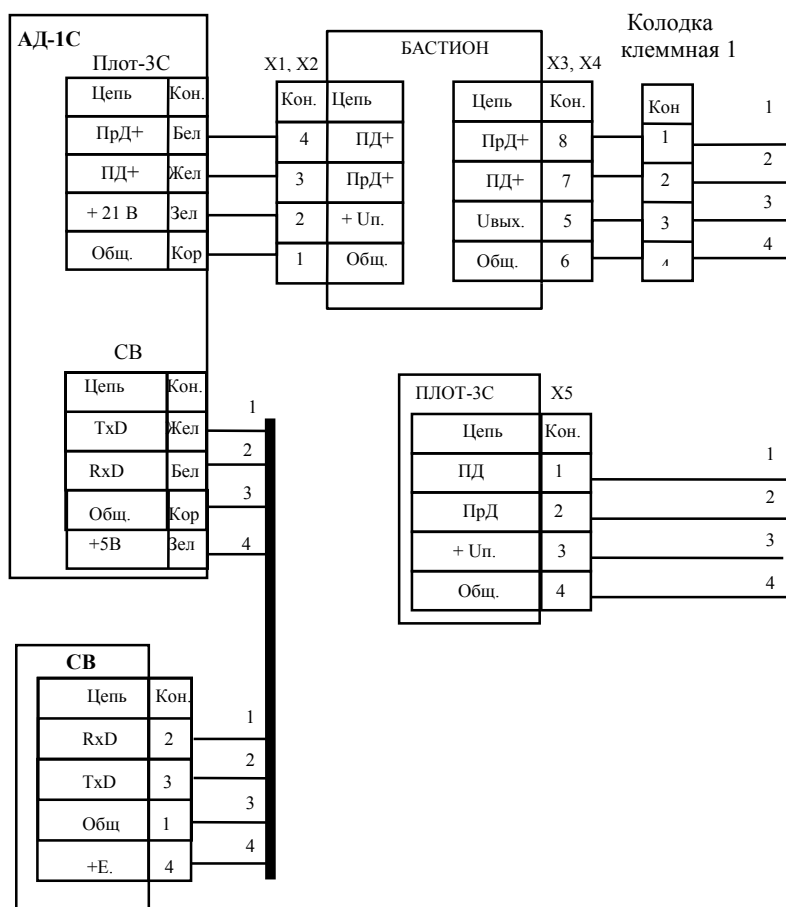 АД-1С
Плот-3С
Цепь Кон.
ПрД+ Бел
ПД+ Жел
+ 21 В Зел
Общ. Кор
X1, X2
БАСТИОН
X3, X4
Кон. Цепь
4 ПД+
3 ПрД+
2 + Uп.
1 Общ.
Цепь Кон.
ПрД+ 8
ПД+ 7
Uвых. 5
Общ. 6
Колодка
клеммная 1
Кон
1
2
3
4
1
2
3
4
СВ
Цепь Кон.
TxD Жел
RxD Бел
Общ. Кор
+5В Зел
1
2
3
4
ПЛОТ-3С X5
Цепь Кон.
ПД 1
ПрД 2
+ Uп. 3
Общ. 4
1
2
3
4
СВ
Цепь Кон.
RxD 2
TxD 3
Общ 1
+E. 4
1
2
3
4